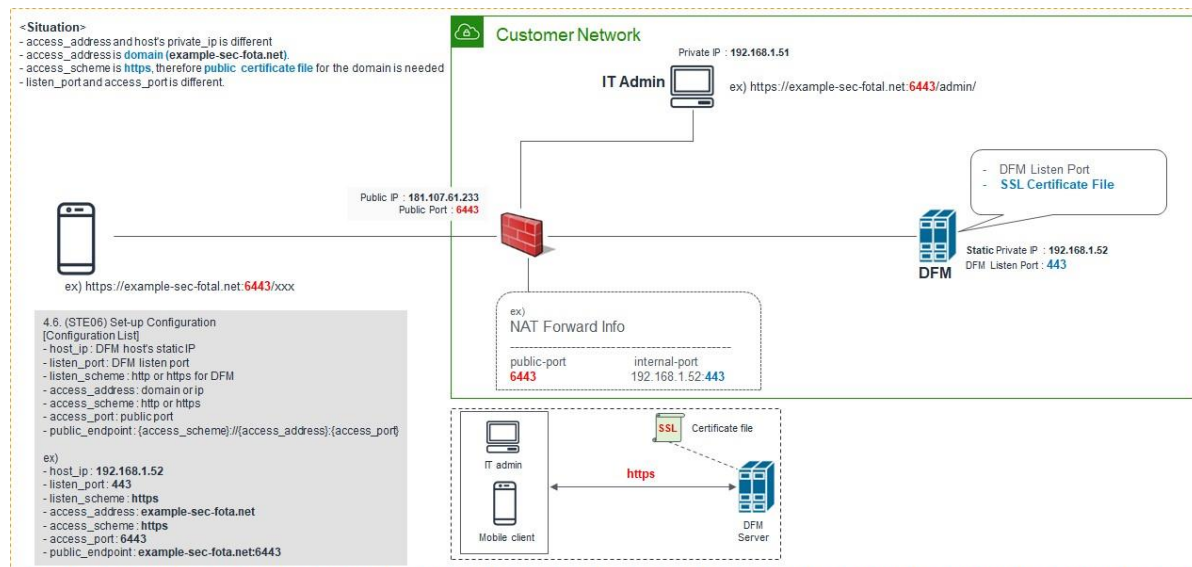 <Situation>
- access_address and host's private_ip is different
- access_address is domain (example-sec-fota.net).
- access_scheme is https, therefore public certificate file for the domain is needed
- listen_port and access_port is different.
Customer Network
Private IP : 192.168.1.51
IT Admin
ex) https://example-sec-fotal.net:6443/admin/
- DFM Listen Port
- SSL Certificate File
Public IP : 181.107.61.233
Public Port : 6443
Static Private IP : 192.168.1.52
DFM Listen Port : 443
DFM
ex) https://example-sec-fotal.net:6443/xxx
ex)
NAT Forward Info
public-port internal-port
6443 192.168.1.52:443
4.6. (STE06) Set-up Configuration
[Configuration List]
- host_ip : DFM host's static IP
- listen_port : DFM listen port
- listen_scheme : http or https for DFM
- access_address : domain or ip
- access_scheme : http or https
- access_port : public port
- public_endpoint : {access_scheme}://{access_address}:{access_port}
ex)
- host_ip : 192.168.1.52
- listen_port : 443
- listen_scheme : https
- access_address : example-sec-fota.net
- access_scheme : https
- access_port : 6443
- public_endpoint : example-sec-fota.net:6443
SSL Certificate file
IT admin
https
Mobile client
DFM
Server